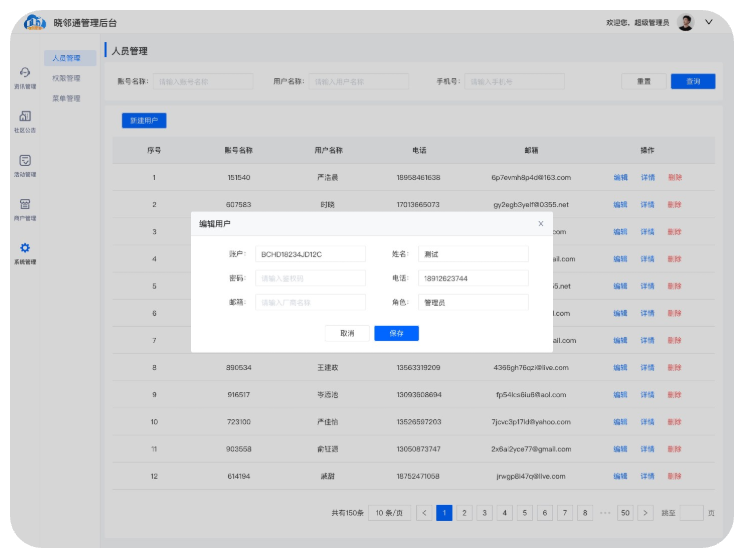 晓邻通管理后台
欢迎您、超级管理员
人员管理
权限管理
菜单管理
资讯管理
社区公告
活动管理
商户管理
系统管理
人员管理
账号名称： 请输入账号名称 用户名称： 请输入用户名称 手机号： 请输入手机号 重置 查询
新建用户
序号 账号名称 用户名称 电话 邮箱 操作
1 151540 严浩晨 18958461638 6p7evmh8p4d@163.com 编辑 详情 删除
2 607583 时晓 17013665073 gy2egb3yelf@0355.net 编辑 详情 删除
3 com 编辑 详情 删除
4 ail.com 编辑 详情 删除
5 5.net 编辑 详情 删除
6 l.com 编辑 详情 删除
7 ail.com 编辑 详情 删除
编辑用户
账户： BCHD18234JD12C 姓名： 测试
密码： 电话： 18912623744
邮箱： 请输入厂商名称 角色： 管理员
取消 保存
8 890534 王建政 13563319209 4366gh76qzl@live.com 编辑 详情 删除
9 916517 13093608694 fp54lcs6iu8@aol.com 编辑 详情 删除
10 723100 严佳怡 13526597203 7jcvc3p17ld@yahoo.com 编辑 详情 删除
11 903558 俞钰源 13050873747 2x6al2yce77@gmail.com 编辑 详情 删除
12 614194 戚甜 18752471058 jrwgp8i47q@live.com 编辑 详情 删除
共有150条 10 条/页 < 1 2 3 4 5 6 7 8 ··· 50 > 跳至 页